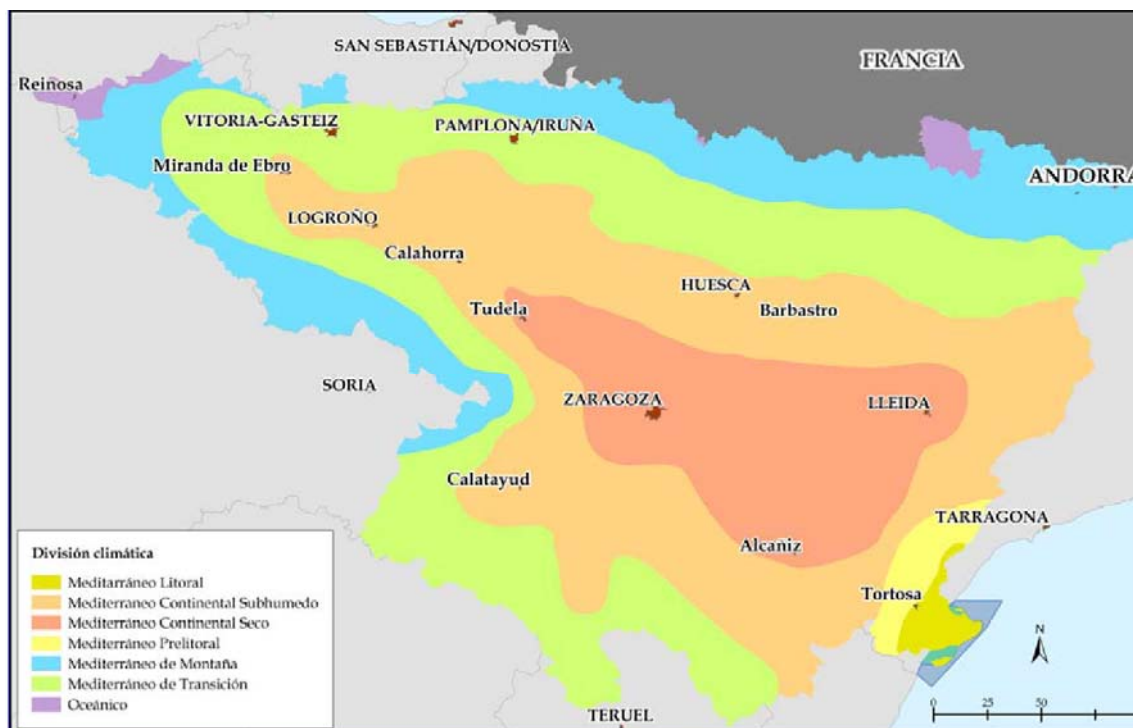 SAN SEBASTIÁN/DONOSTIA
FRANCIA
Reinosa
VITORIA-GASTEIZ
PAMPLONA/IRUÑA
Miranda de Ebro
ANDORRA
LOGROÑO
Calahorra
HUESCA
Barbastro
Tudela
SORIA
ZARAGOZA
LLEIDA
Calatayud
TARRAGONA
Alcañiz
Tortosa
TERUEL
División climática
Meditarráneo Litoral
Mediterraneo Continental Subhumedo
Mediterráneo Continental Seco
Mediterráneo Prelitoral
Mediterráneo de Montaña
Mediterráneo de Transición
Oceánico
N
0 25 50